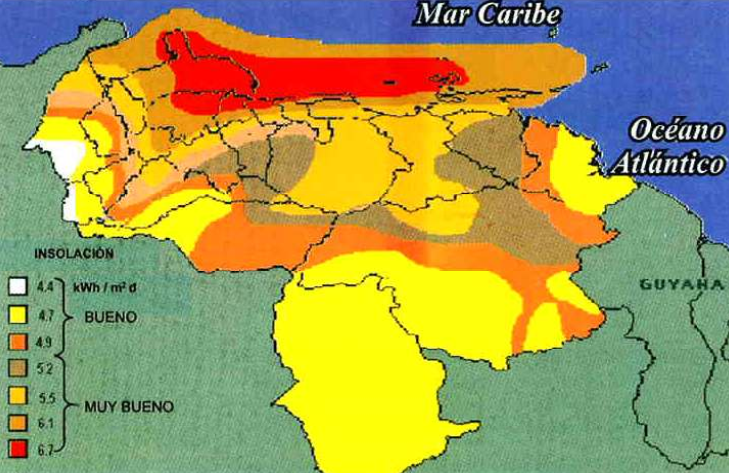 Mar Caribe
Océano
Atlántico
INSOLACIÓN
4.4 kWh / m² d
4.7
BUENO
4.9
5.2
5.5
MUY BUENO
6.1
6.7
GUYANA